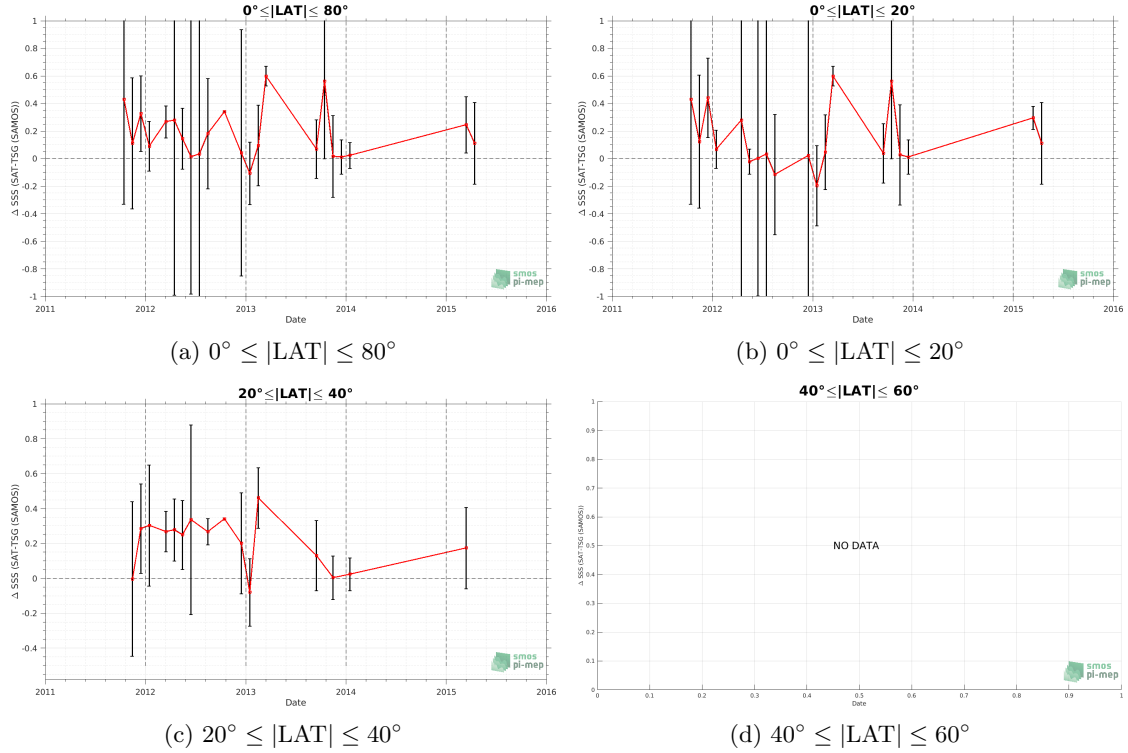 0°≤|LAT|≤ 80°
1
0.8
0.6
0.4
0.2
0
-0.2
-0.4
-0.6
-0.8
-1
Δ SSS (SAT-TSG (SAMOS))
2011 2012 2013 2014 2015 2016
Date
smos
pi-mep
(a) 0° ≤ |LAT| ≤ 80°
0°≤|LAT|≤ 20°
1
0.8
0.6
0.4
0.2
0
-0.2
-0.4
-0.6
-0.8
-1
Δ SSS (SAT-TSG (SAMOS))
2011 2012 2013 2014 2015 2016
Date
smos
pi-mep
(b) 0° ≤ |LAT| ≤ 20°
20°≤|LAT|≤ 40°
1
0.8
0.6
0.4
0.2
0
-0.2
-0.4
Δ SSS (SAT-TSG (SAMOS))
2011 2012 2013 2014 2015 2016
Date
smos
pi-mep
(c) 20° ≤ |LAT| ≤ 40°
40°≤|LAT|≤ 60°
1
0.9
0.8
0.7
0.6
0.5
0.4
0.3
0.2
0.1
0
Δ SSS (SAT-TSG (SAMOS))
NO DATA
0 0.1 0.2 0.3 0.4 0.5 0.6 0.7 0.8 0.9 1
Date
smos
pi-mep
(d) 40° ≤ |LAT| ≤ 60°